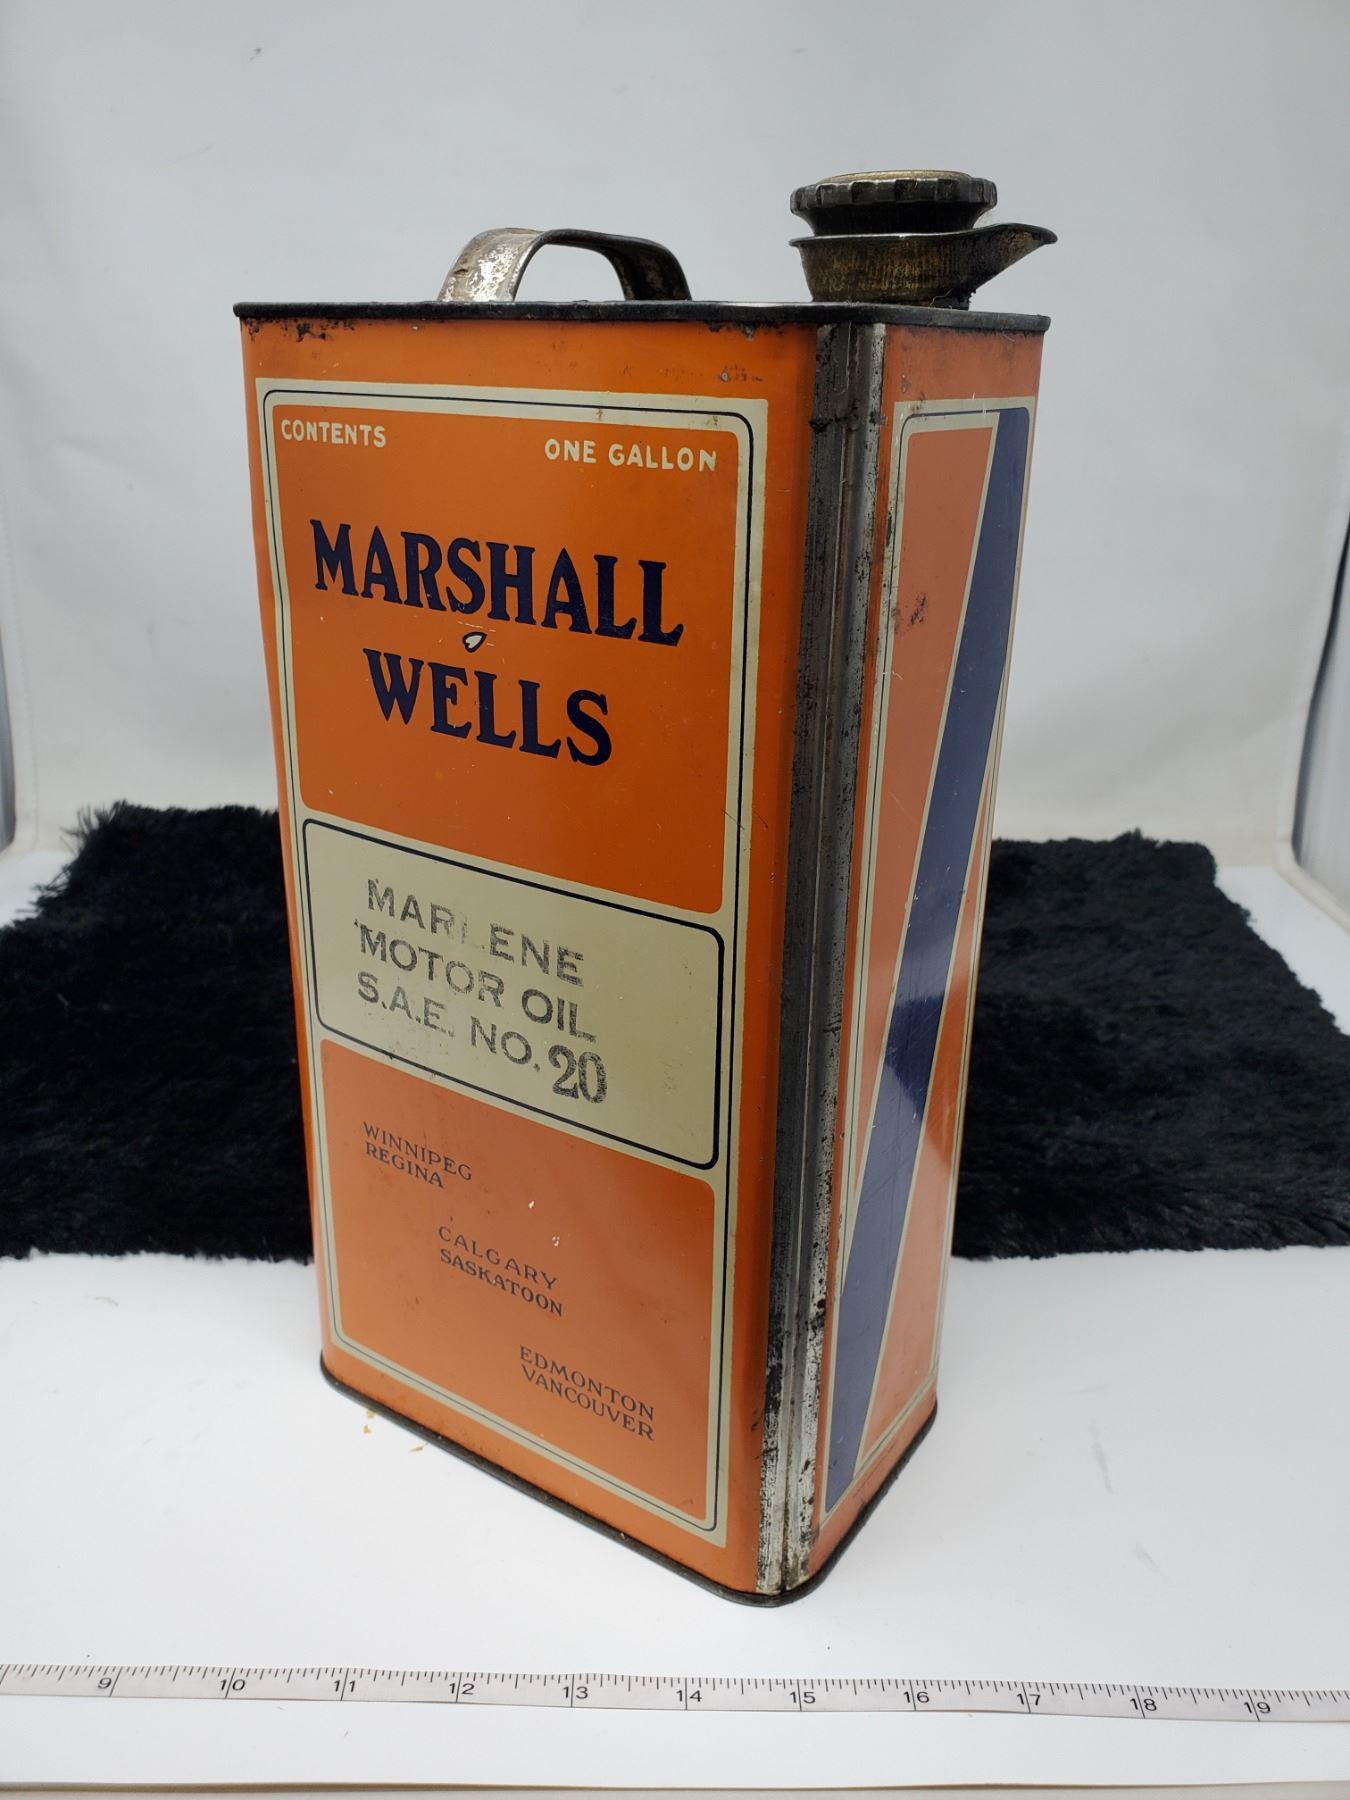 CONTENTS ONE GALLON
MARSHALL
WELLS
MARLENE
MOTOR OIL
S.A.E. NO. 20
WINNIPEG
REGINA
CALGARY
SASKATOON
EDMONTON
VANCOUVER
9 10 11 12 13 14 15 16 17 18 19